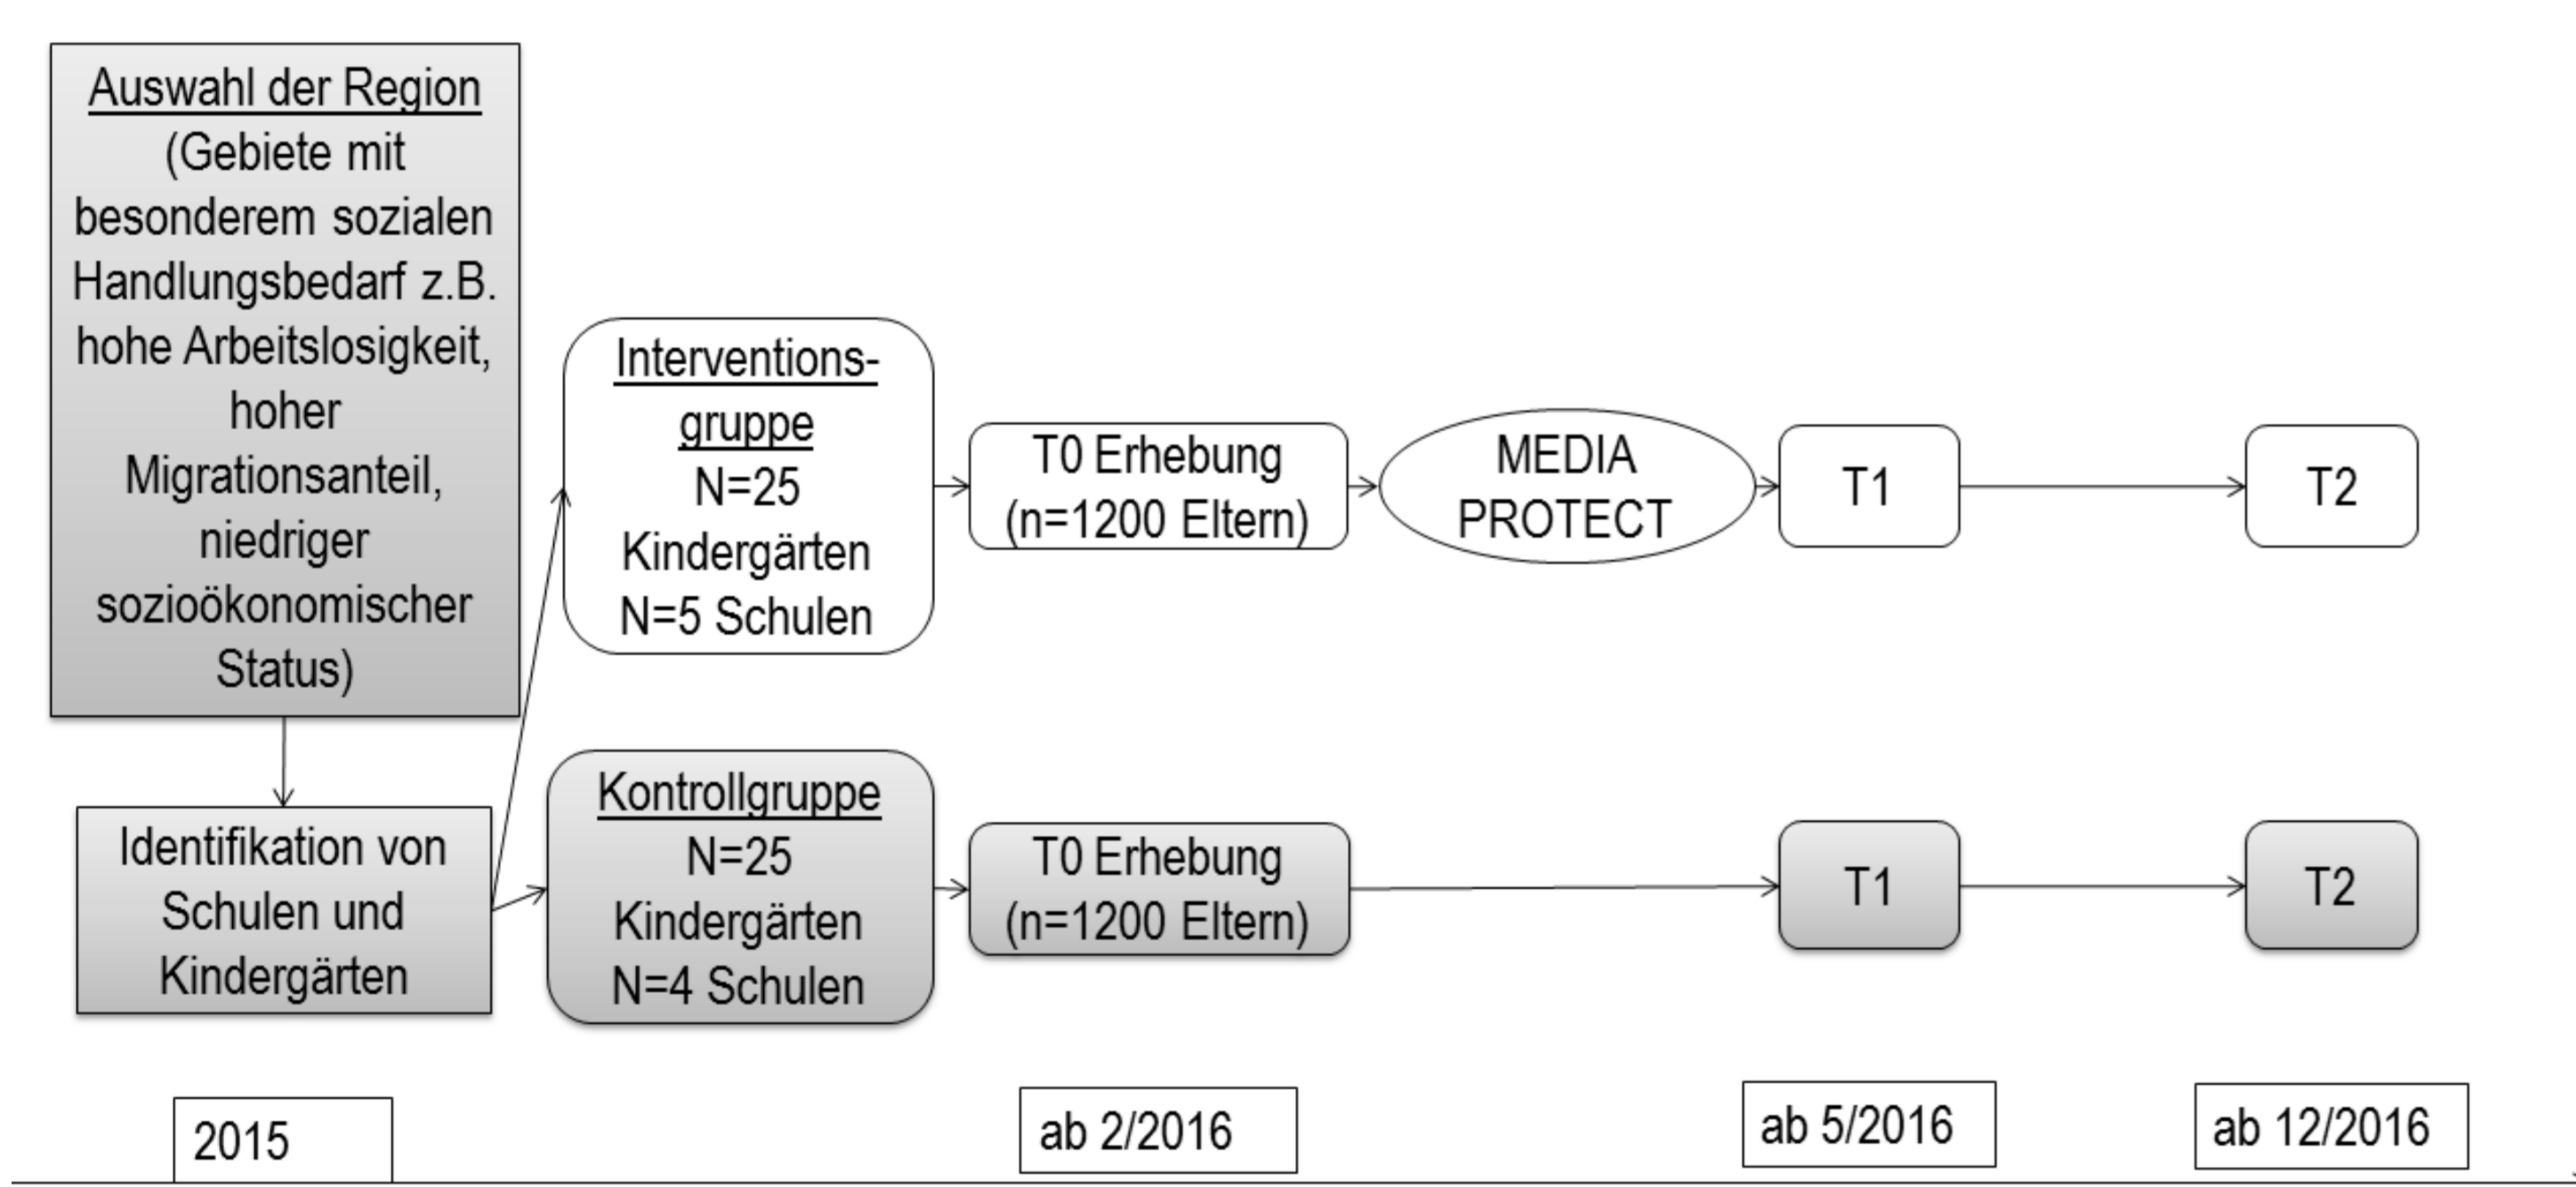 Auswahl der Region
(Gebiete mit
besonderem sozialen
Handlungsbedarf z.B.
hohe Arbeitslosigkeit,
hoher
Migrationsanteil,
niedriger
sozioökonomischer
Status)
Identifikation von
Schulen und
Kindergärten
Interventions-
gruppe
N=25
Kindergärten
N=5 Schulen
T0 Erhebung
(n=1200 Eltern)
MEDIA
PROTECT
T1
T2
Kontrollgruppe
N=25
Kindergärten
N=4 Schulen
T0 Erhebung
(n=1200 Eltern)
T1
T2
2015
ab 2/2016
ab 5/2016
ab 12/2016